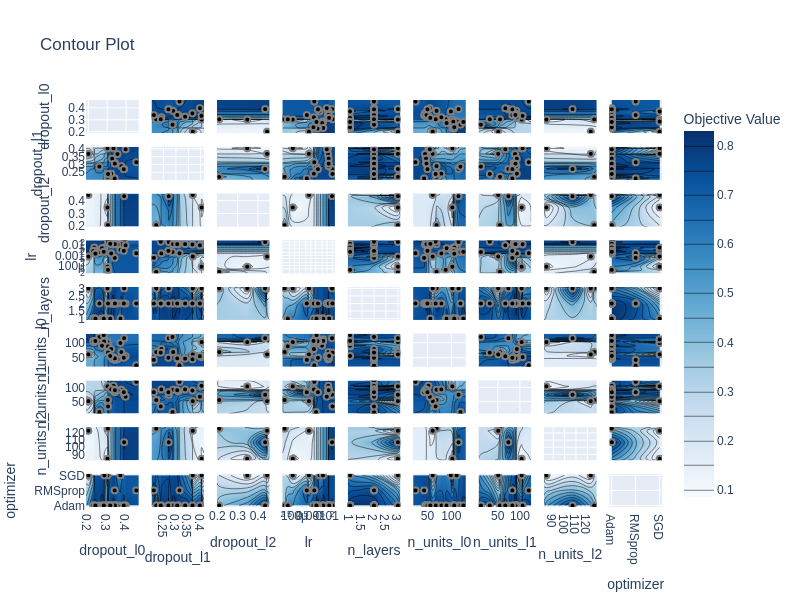 Contour Plot
Objective Value
0.8
0.7
0.6
0.5
0.4
0.3
0.2
0.1
dropout_l0
0.4
0.3
0.2
dropout_l1
0.4
0.35
0.3
0.25
dropout_l2
0.4
0.3
0.2
lr
0.01
0.001
n_layers
3
2.5
2
1.5
1
n_units_l0
100
50
n_units_l1
100
50
n_units_l2
120
110
100
90
optimizer
SGD
RMSprop
Adam
0.2 0.3 0.4
0.25 0.3 0.35 0.4
0.2 0.3 0.4
1 1.5 2 2.5 3
50 100
50 100
90 100 110 120
Adam RMSprop SGD
dropout_l0
dropout_l1
dropout_l2
lr
n_layers
n_units_l0
n_units_l1
n_units_l2
optimizer